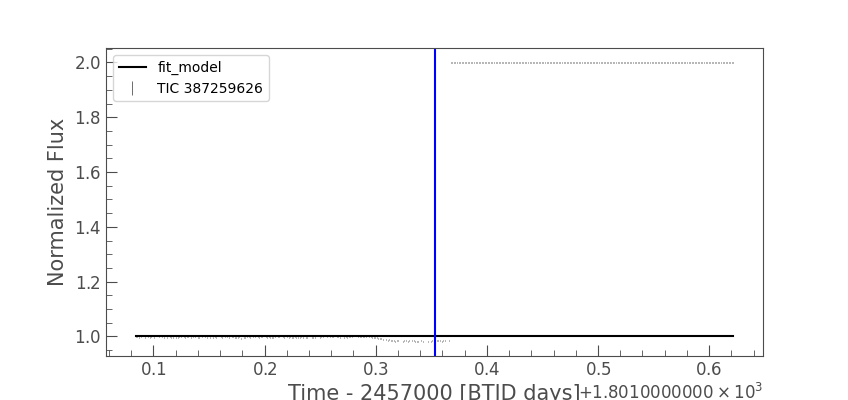 fit_model
TIC 387259626
Normalized Flux
2.0
1.8
1.6
1.4
1.2
1.0
0.1 0.2 0.3 0.4 0.5 0.6
Time - 2457000 [BTJD days]
+1.8010000000 × 10³